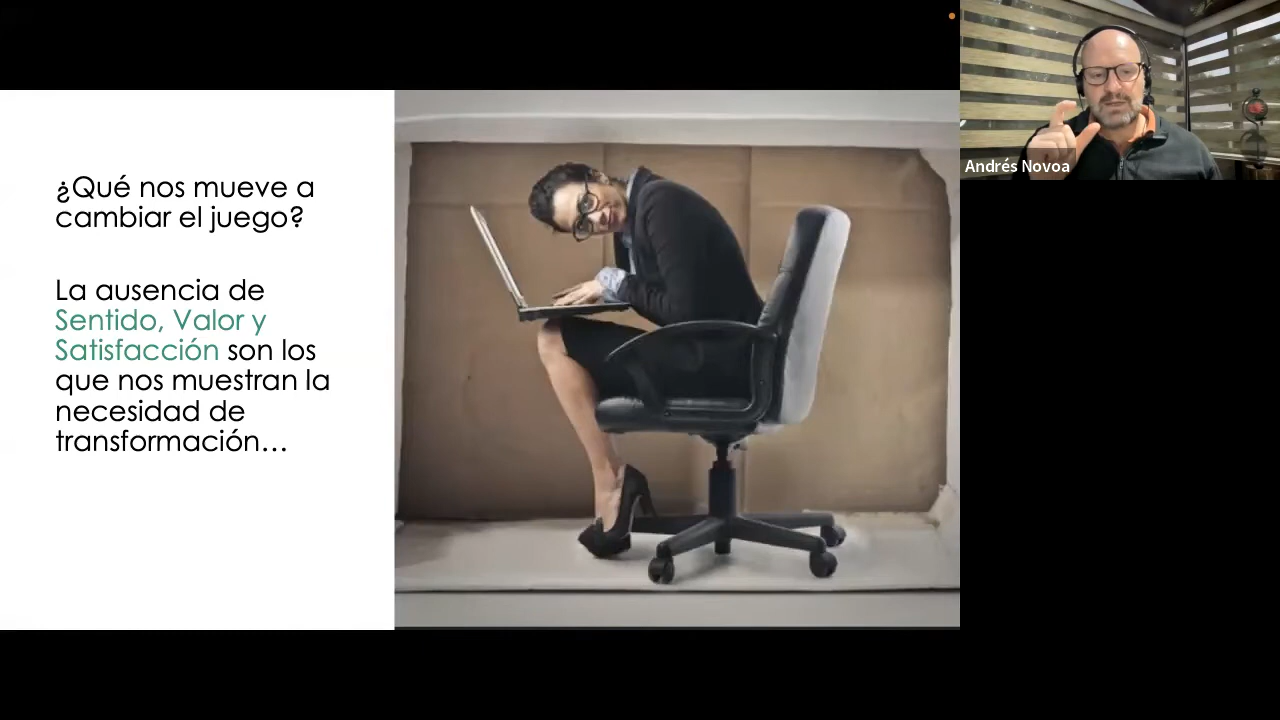 ¿Qué nos mueve a
cambiar el juego?
La ausencia de
Sentido, Valor y
Satisfacción son los
que nos muestran la
necesidad de
transformación...
Andrés Novoa